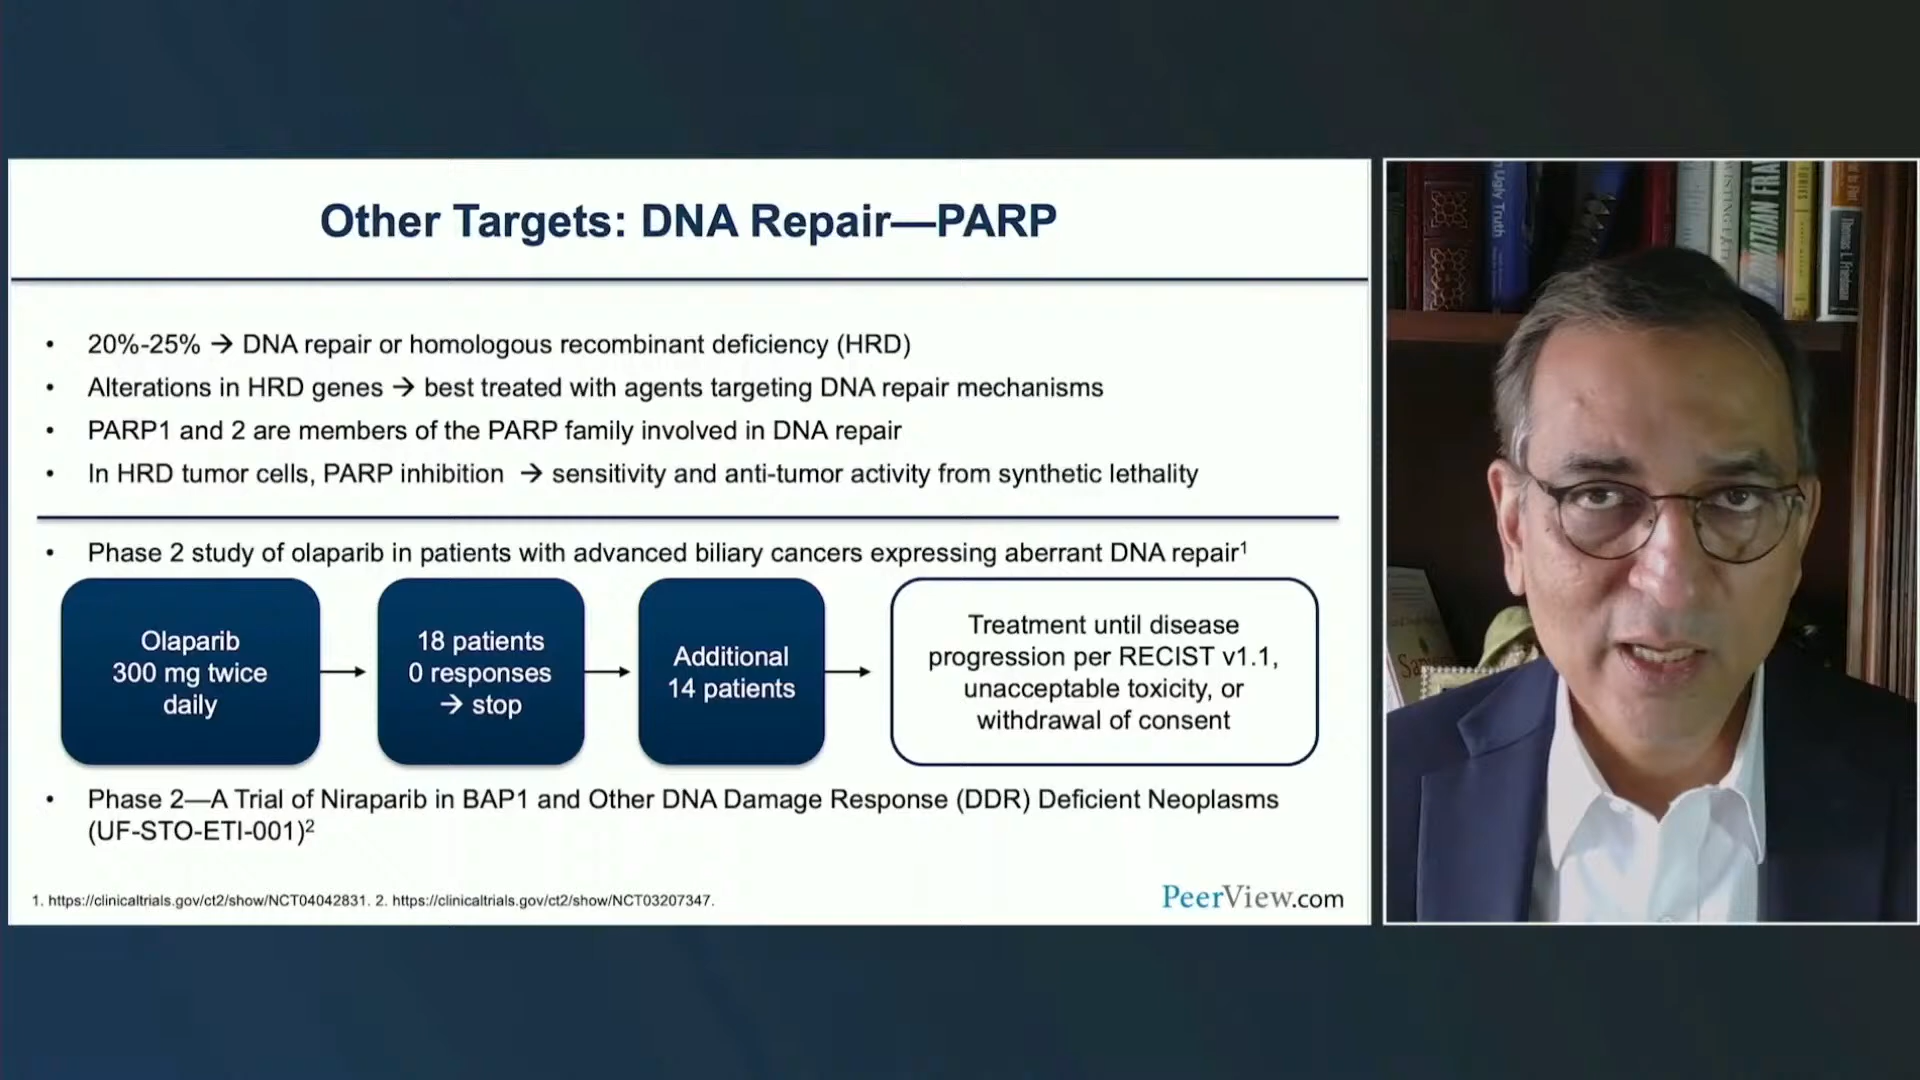 Other Targets: DNA Repair—PARP
• 20%-25% → DNA repair or homologous recombinant deficiency (HRD)
• Alterations in HRD genes → best treated with agents targeting DNA repair mechanisms
• PARP1 and 2 are members of the PARP family involved in DNA repair
• In HRD tumor cells, PARP inhibition → sensitivity and anti-tumor activity from synthetic lethality
• Phase 2 study of olaparib in patients with advanced biliary cancers expressing aberrant DNA repair¹
Olaparib
300 mg twice
daily
18 patients
0 responses
→ stop
Additional
14 patients
Treatment until disease
progression per RECIST v1.1,
unacceptable toxicity, or
withdrawal of consent
• Phase 2—A Trial of Niraparib in BAP1 and Other DNA Damage Response (DDR) Deficient Neoplasms
(UF-STO-ETI-001)²
1. https://clinicaltrials.gov/ct2/show/NCT04042831. 2. https://clinicaltrials.gov/ct2/show/NCT03207347.
PeerView.com
Ugly Truth
Thomas L.